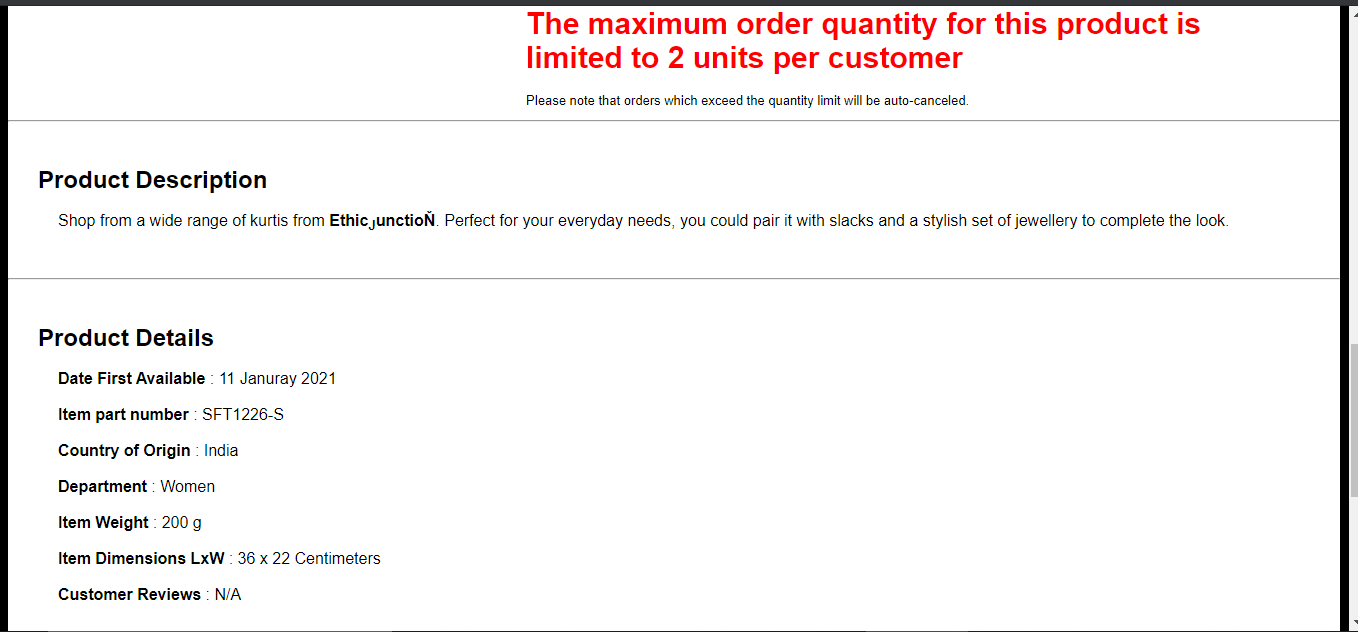 The maximum order quantity for this product is
limited to 2 units per customer
Please note that orders which exceed the quantity limit will be auto-canceled.
Product Description
Shop from a wide range of kurtis from Ethicﻝunctioň. Perfect for your everyday needs, you could pair it with slacks and a stylish set of jewellery to complete the look.
Product Details
Date First Available : 11 Januray 2021
Item part number : SFT1226-S
Country of Origin : India
Department : Women
Item Weight : 200 g
Item Dimensions LxW : 36 x 22 Centimeters
Customer Reviews : N/A